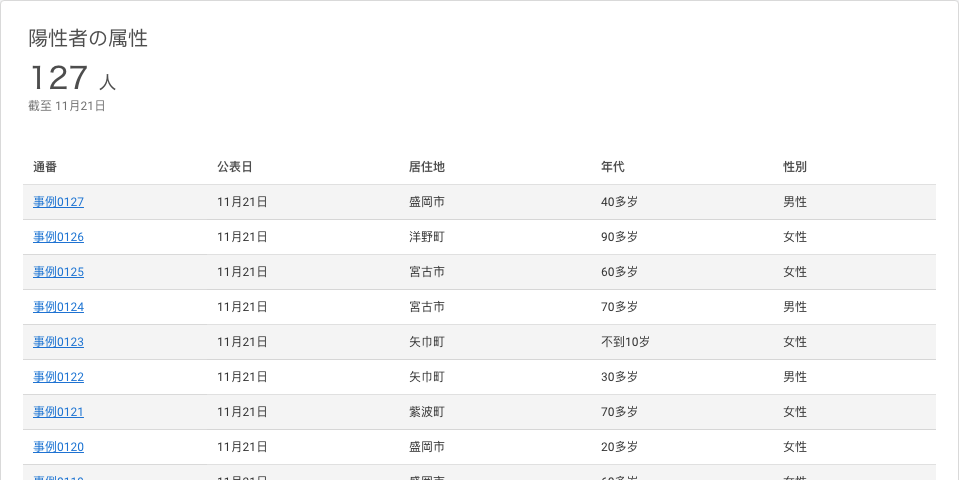 陽性者の属性
127 人
截至 11月21日
通番 公表日 居住地 年代 性別
事例0127 11月21日 盛岡市 40多岁 男性
事例0126 11月21日 洋野町 90多岁 女性
事例0125 11月21日 宮古市 60多岁 女性
事例0124 11月21日 宮古市 70多岁 男性
事例0123 11月21日 矢巾町 不到10岁 女性
事例0122 11月21日 矢巾町 30多岁 男性
事例0121 11月21日 紫波町 70多岁 女性
事例0120 11月21日 盛岡市 20多岁 女性